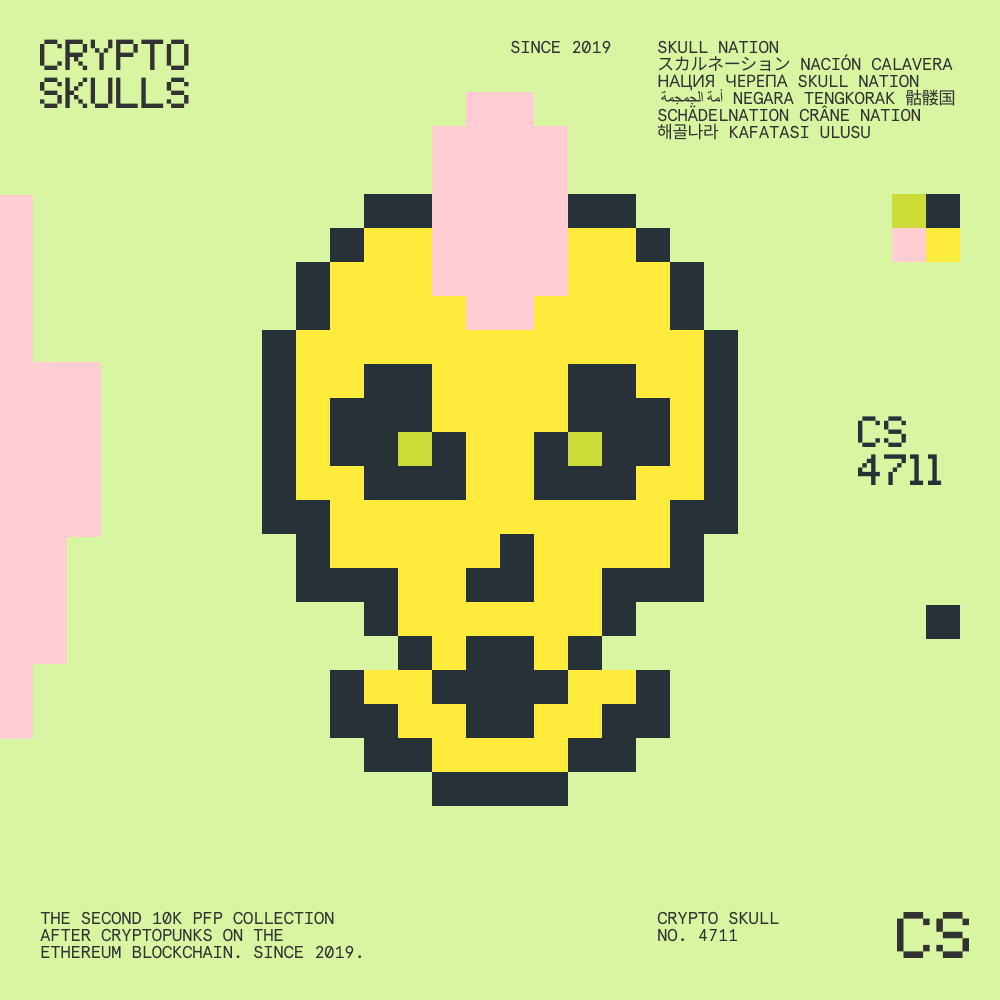 CRYPTO
SKULLS
SINCE 2019
SKULL NATION
スカルネーション NACIÓN CALAVERA
НАЦИЯ ЧЕРЕПА SKULL NATION
أمة الجمجمة NEGARA TENGKORAK 骷髅国
SCHÄDELNATION CRÂNE NATION
해골나라 KAFATASI ULUSU
CS
4711
THE SECOND 10K PFP COLLECTION
AFTER CRYPTOPUNKS ON THE
ETHEREUM BLOCKCHAIN. SINCE 2019.
CRYPTO SKULL
NO. 4711
CS